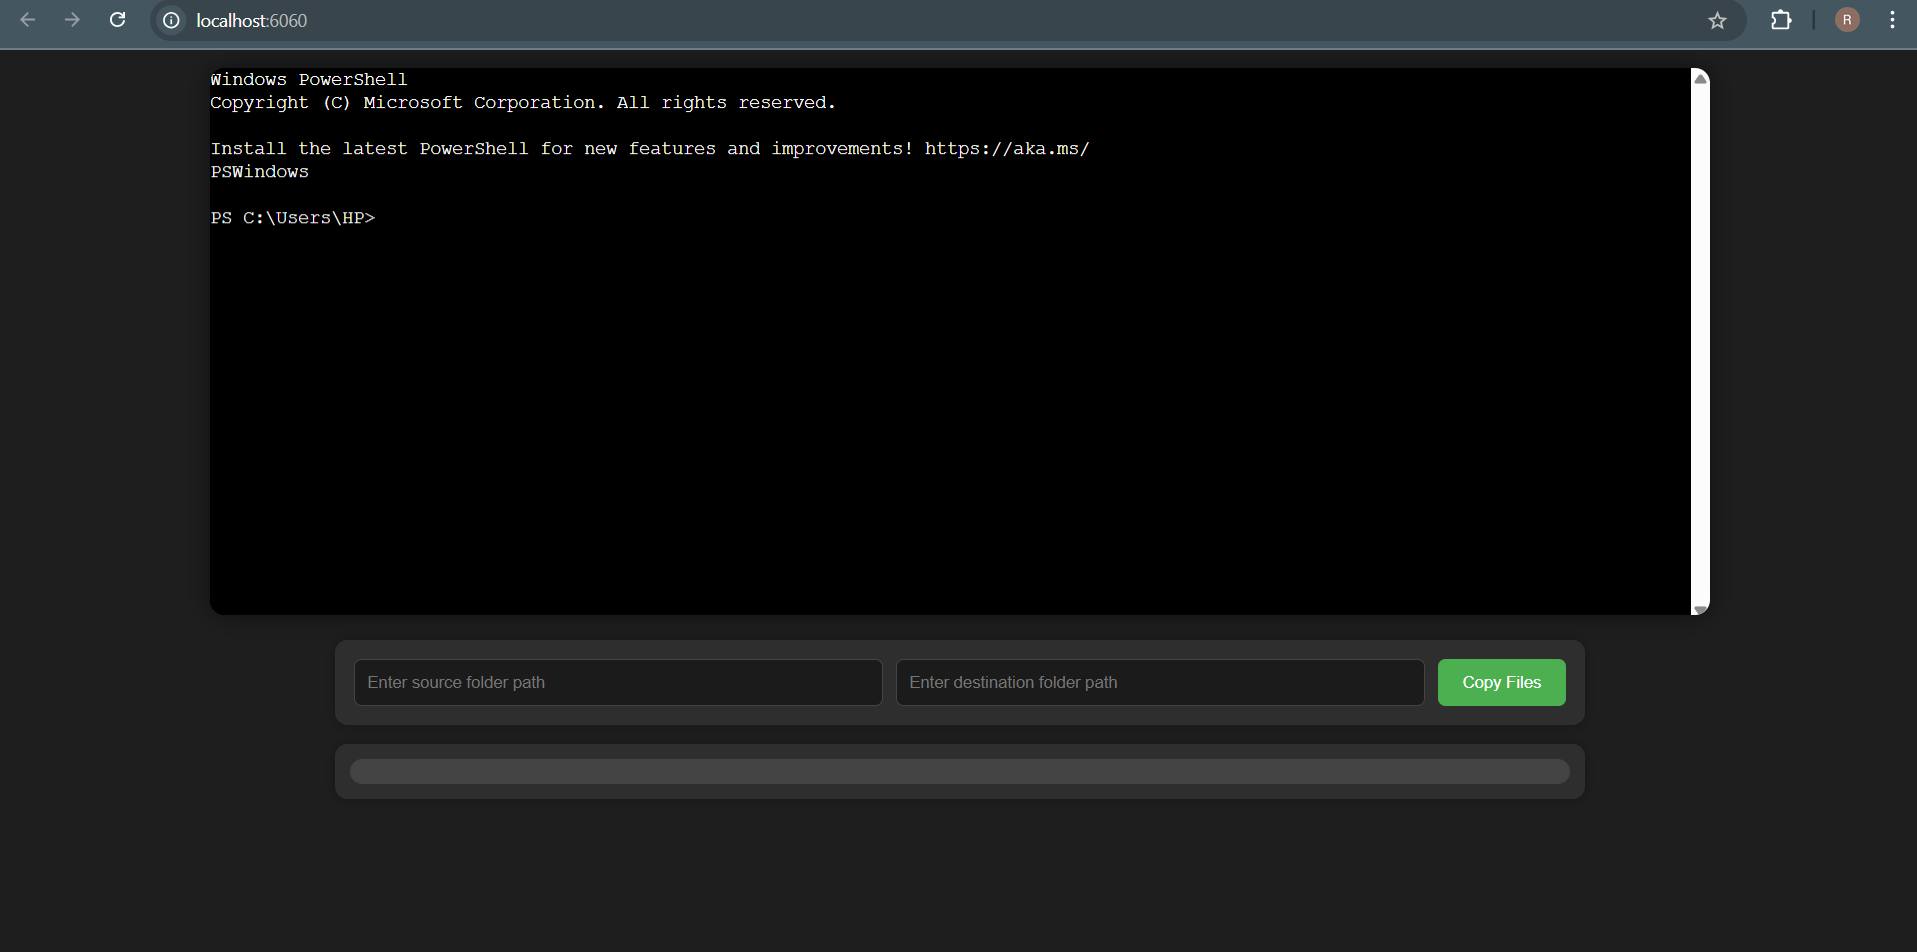 localhost:6060
R
Windows PowerShell
Copyright (C) Microsoft Corporation. All rights reserved.
Install the latest PowerShell for new features and improvements! https://aka.ms/
PSWindows
PS C:\Users\HP>
Enter source folder path
Enter destination folder path
Copy Files